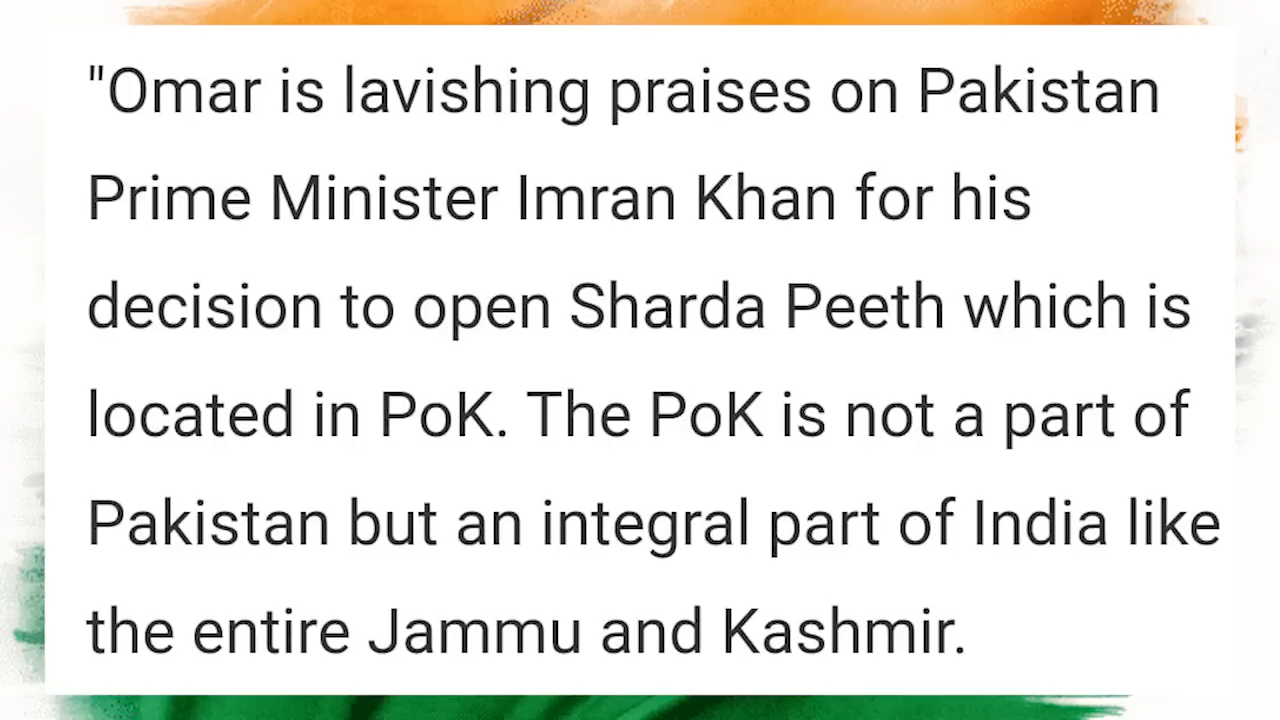 "Omar is lavishing praises on Pakistan
Prime Minister Imran Khan for his
decision to open Sharda Peeth which is
located in PoK. The PoK is not a part of
Pakistan but an integral part of India like
the entire Jammu and Kashmir.